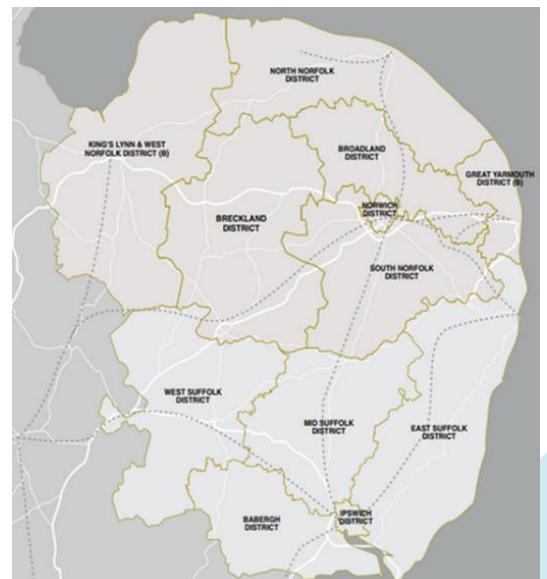 NORTH NORFOLK
DISTRICT
KING'S LYNN & WEST
NORFOLK DISTRICT (B)
BROADLAND
DISTRICT
GREAT YARMOUTH
DISTRICT (B)
NORWICH
DISTRICT
BRECKLAND
DISTRICT
SOUTH NORFOLK
DISTRICT
WEST SUFFOLK
DISTRICT
MID SUFFOLK
DISTRICT
EAST SUFFOLK
DISTRICT
BABERGH
DISTRICT
IPSWICH
DISTRICT